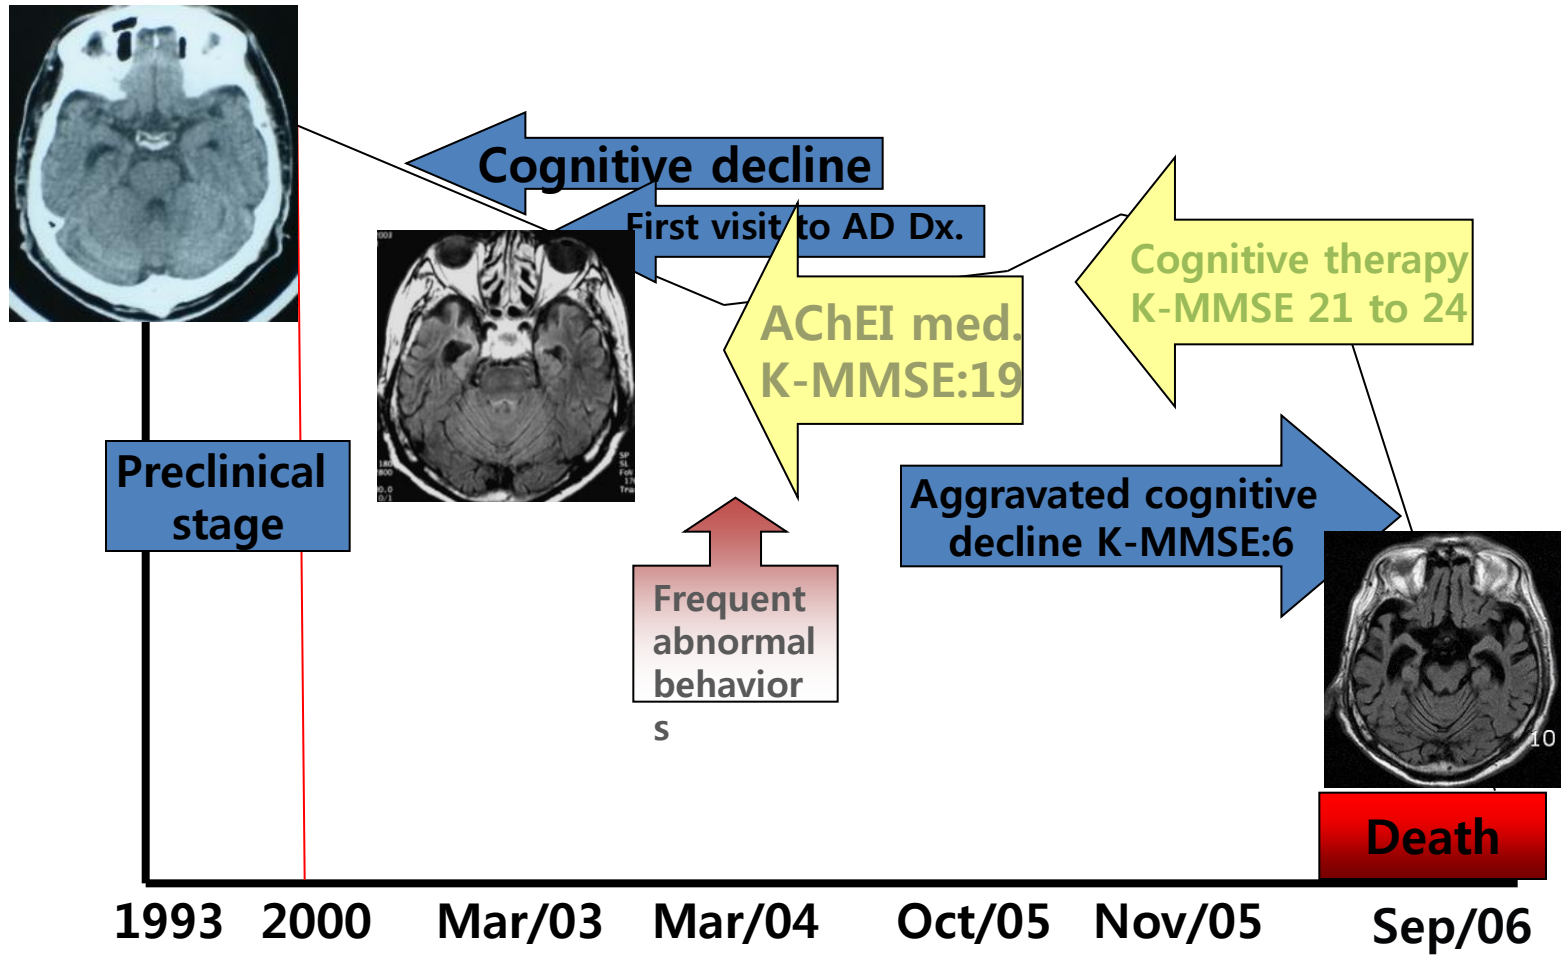 Cognitive decline
First visit to AD Dx.
Cognitive therapy
K-MMSE 21 to 24
AChEI med.
K-MMSE:19
Preclinical
stage
Aggravated cognitive
decline K-MMSE:6
Frequent
abnormal
behavior
s
10
Death
1993 2000 Mar/03 Mar/04 Oct/05 Nov/05 Sep/06